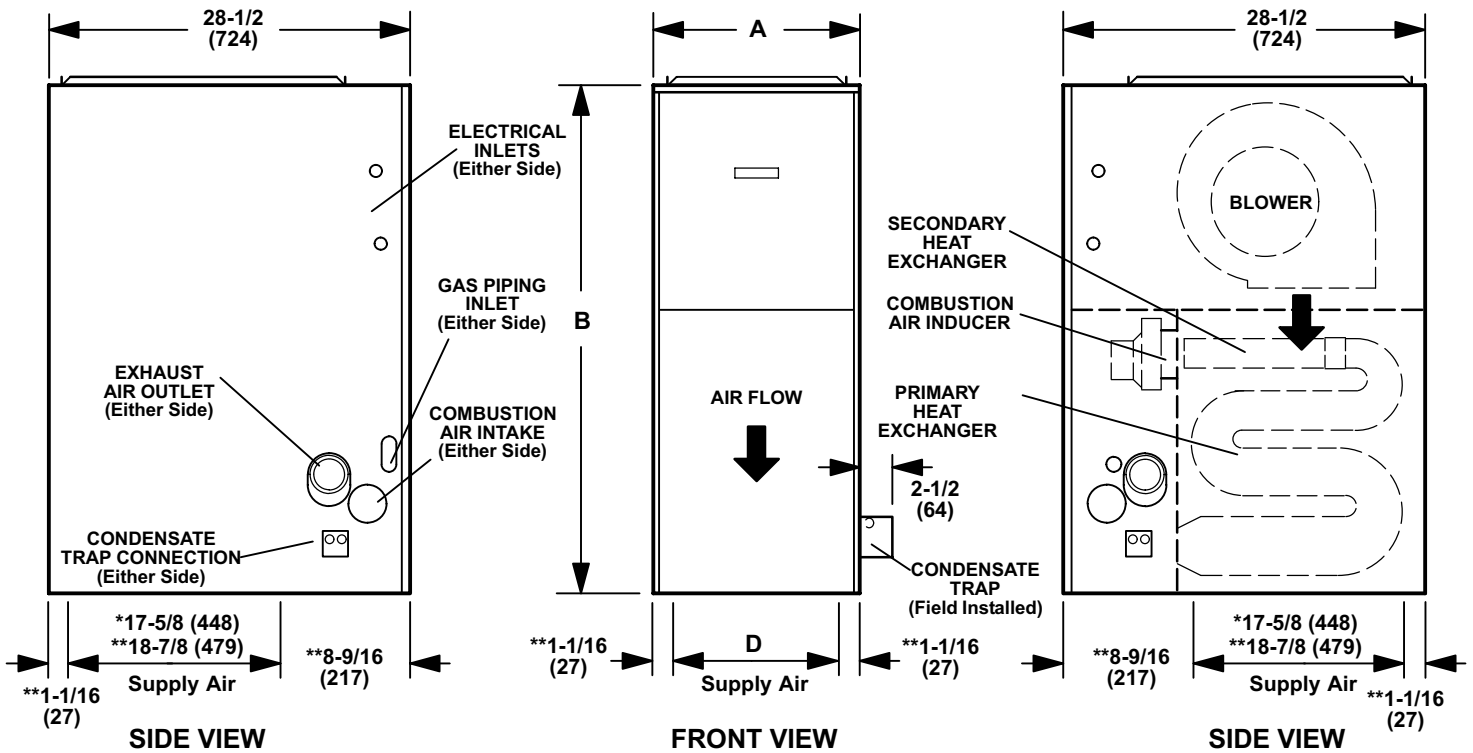 28-1/2
(724)
ELECTRICAL
INLETS
(Either Side)
GAS PIPING
INLET
(Either Side)
EXHAUST
AIR OUTLET
(Either Side)
COMBUSTION
AIR INTAKE
(Either Side)
CONDENSATE
TRAP CONNECTION
(Either Side)
*17-5/8 (448)
**18-7/8 (479)
Supply Air
**8-9/16
(217)
**1-1/16
(27)
SIDE VIEW
A
B
AIR FLOW
2-1/2
(64)
CONDENSATE
TRAP
(Field Installed)
**1-1/16
(27)
D
Supply Air
**1-1/16
(27)
FRONT VIEW
28-1/2
(724)
BLOWER
SECONDARY
HEAT
EXCHANGER
COMBUSTION
AIR INDUCER
PRIMARY
HEAT
EXCHANGER
**8-9/16
(217)
*17-5/8 (448)
**18-7/8 (479)
Supply Air
**1-1/16
(27)
SIDE VIEW